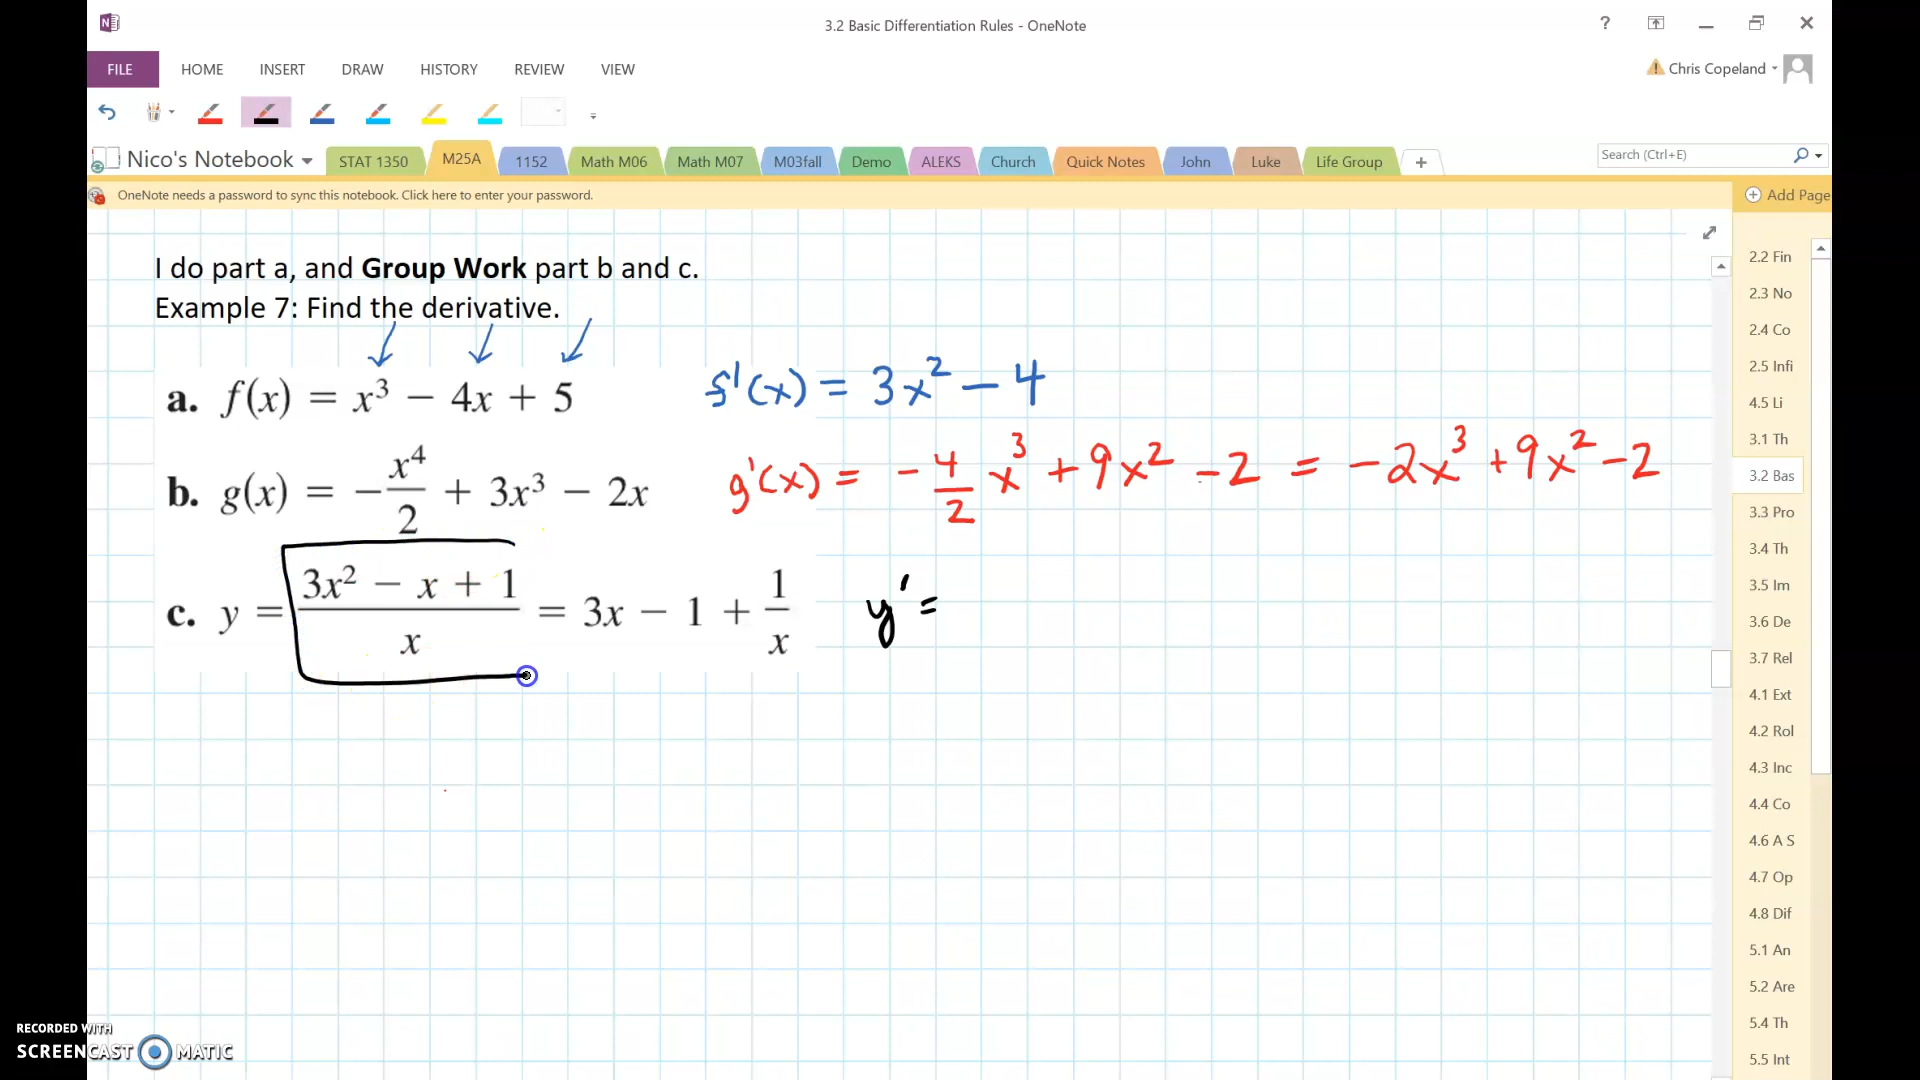 3.2 Basic Differentiation Rules - OneNote
?
FILE HOME INSERT DRAW HISTORY REVIEW VIEW
Chris Copeland
Nico's Notebook
STAT 1350 M25A 1152 Math M06 Math M07 M03fall Demo ALEKS Church Quick Notes John Luke Life Group +
Search (Ctrl+E)
OneNote needs a password to sync this notebook. Click here to enter your password.
Add Page
I do part a, and Group Work part b and c.
Example 7: Find the derivative.
a. f(x) = x³ − 4x + 5
f'(x) = 3x² − 4
b. g(x) = −x⁴/2 + 3x³ − 2x
g'(x) = −4/2 x³ + 9x² − 2 = −2x³ + 9x² − 2
c. y = (3x² − x + 1)/x = 3x − 1 + 1/x
y' =
2.2 Fin
2.3 No
2.4 Co
2.5 Infi
4.5 Li
3.1 Th
3.2 Bas
3.3 Pro
3.4 Th
3.5 Im
3.6 De
3.7 Rel
4.1 Ext
4.2 Rol
4.3 Inc
4.4 Co
4.6 A S
4.7 Op
4.8 Dif
5.1 An
5.2 Are
5.4 Th
5.5 Int
RECORDED WITH
SCREENCAST MATIC